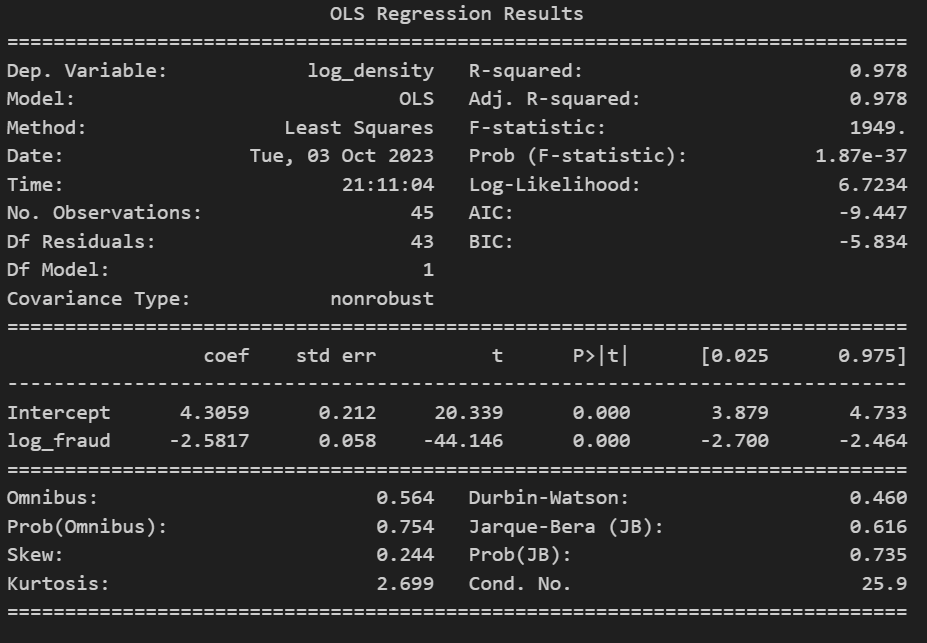 OLS Regression Results
==============================================================================
Dep. Variable:            log_density   R-squared:                       0.978
Model:                            OLS   Adj. R-squared:                  0.978
Method:                 Least Squares   F-statistic:                     1949.
Date:                Tue, 03 Oct 2023   Prob (F-statistic):           1.87e-37
Time:                        21:11:04   Log-Likelihood:                 6.7234
No. Observations:                  45   AIC:                            -9.447
Df Residuals:                      43   BIC:                            -5.834
Df Model:                           1
Covariance Type:            nonrobust
==============================================================================
                 coef    std err          t      P>|t|      [0.025      0.975]
------------------------------------------------------------------------------
Intercept      4.3059      0.212     20.339      0.000       3.879       4.733
log_fraud     -2.5817      0.058    -44.146      0.000      -2.700      -2.464
==============================================================================
Omnibus:                        0.564   Durbin-Watson:                   0.460
Prob(Omnibus):                  0.754   Jarque-Bera (JB):                0.616
Skew:                           0.244   Prob(JB):                        0.735
Kurtosis:                       2.699   Cond. No.                         25.9
==============================================================================